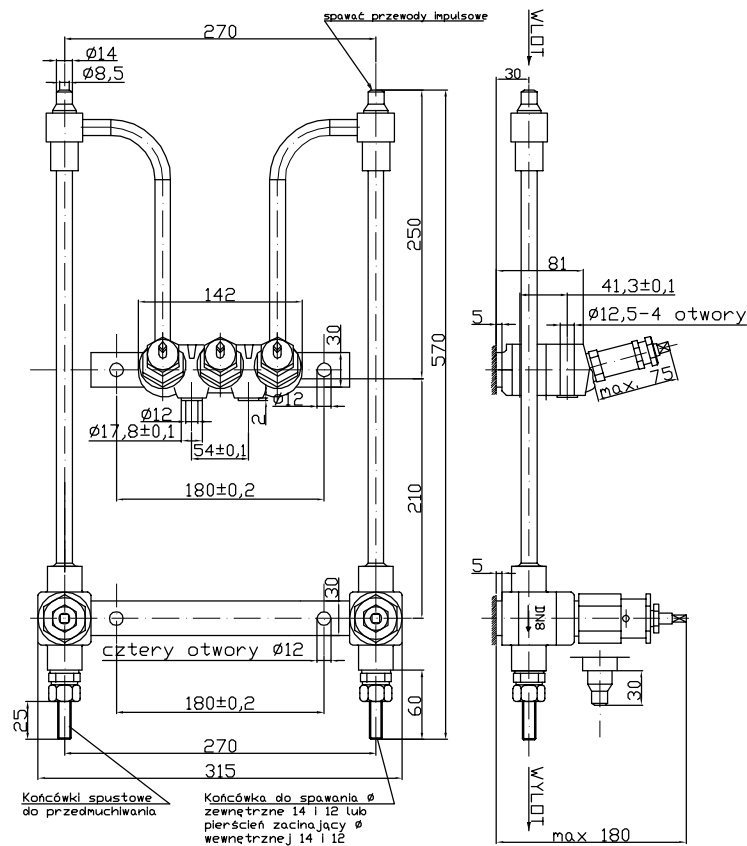 spawać przewody impulsowe
270
Ø14
Ø8,5
WLOT
30
250
570
142
30
81
41,3±0,1
5
Ø12,5-4 otwory
max. 75
Ø12
Ø12
2
Ø17,8±0,1
54±0,1
180±0,2
210
5
30
DN8
cztery otwory Ø12
180±0,2
25
60
30
270
315
Końcówki spustowe
do przedmuchiwania
Końcówka do spawania Ø
zewnętrzne 14 i 12 lub
pierścień zacinający Ø
wewnętrznej 14 i 12
WYLOT
max 180